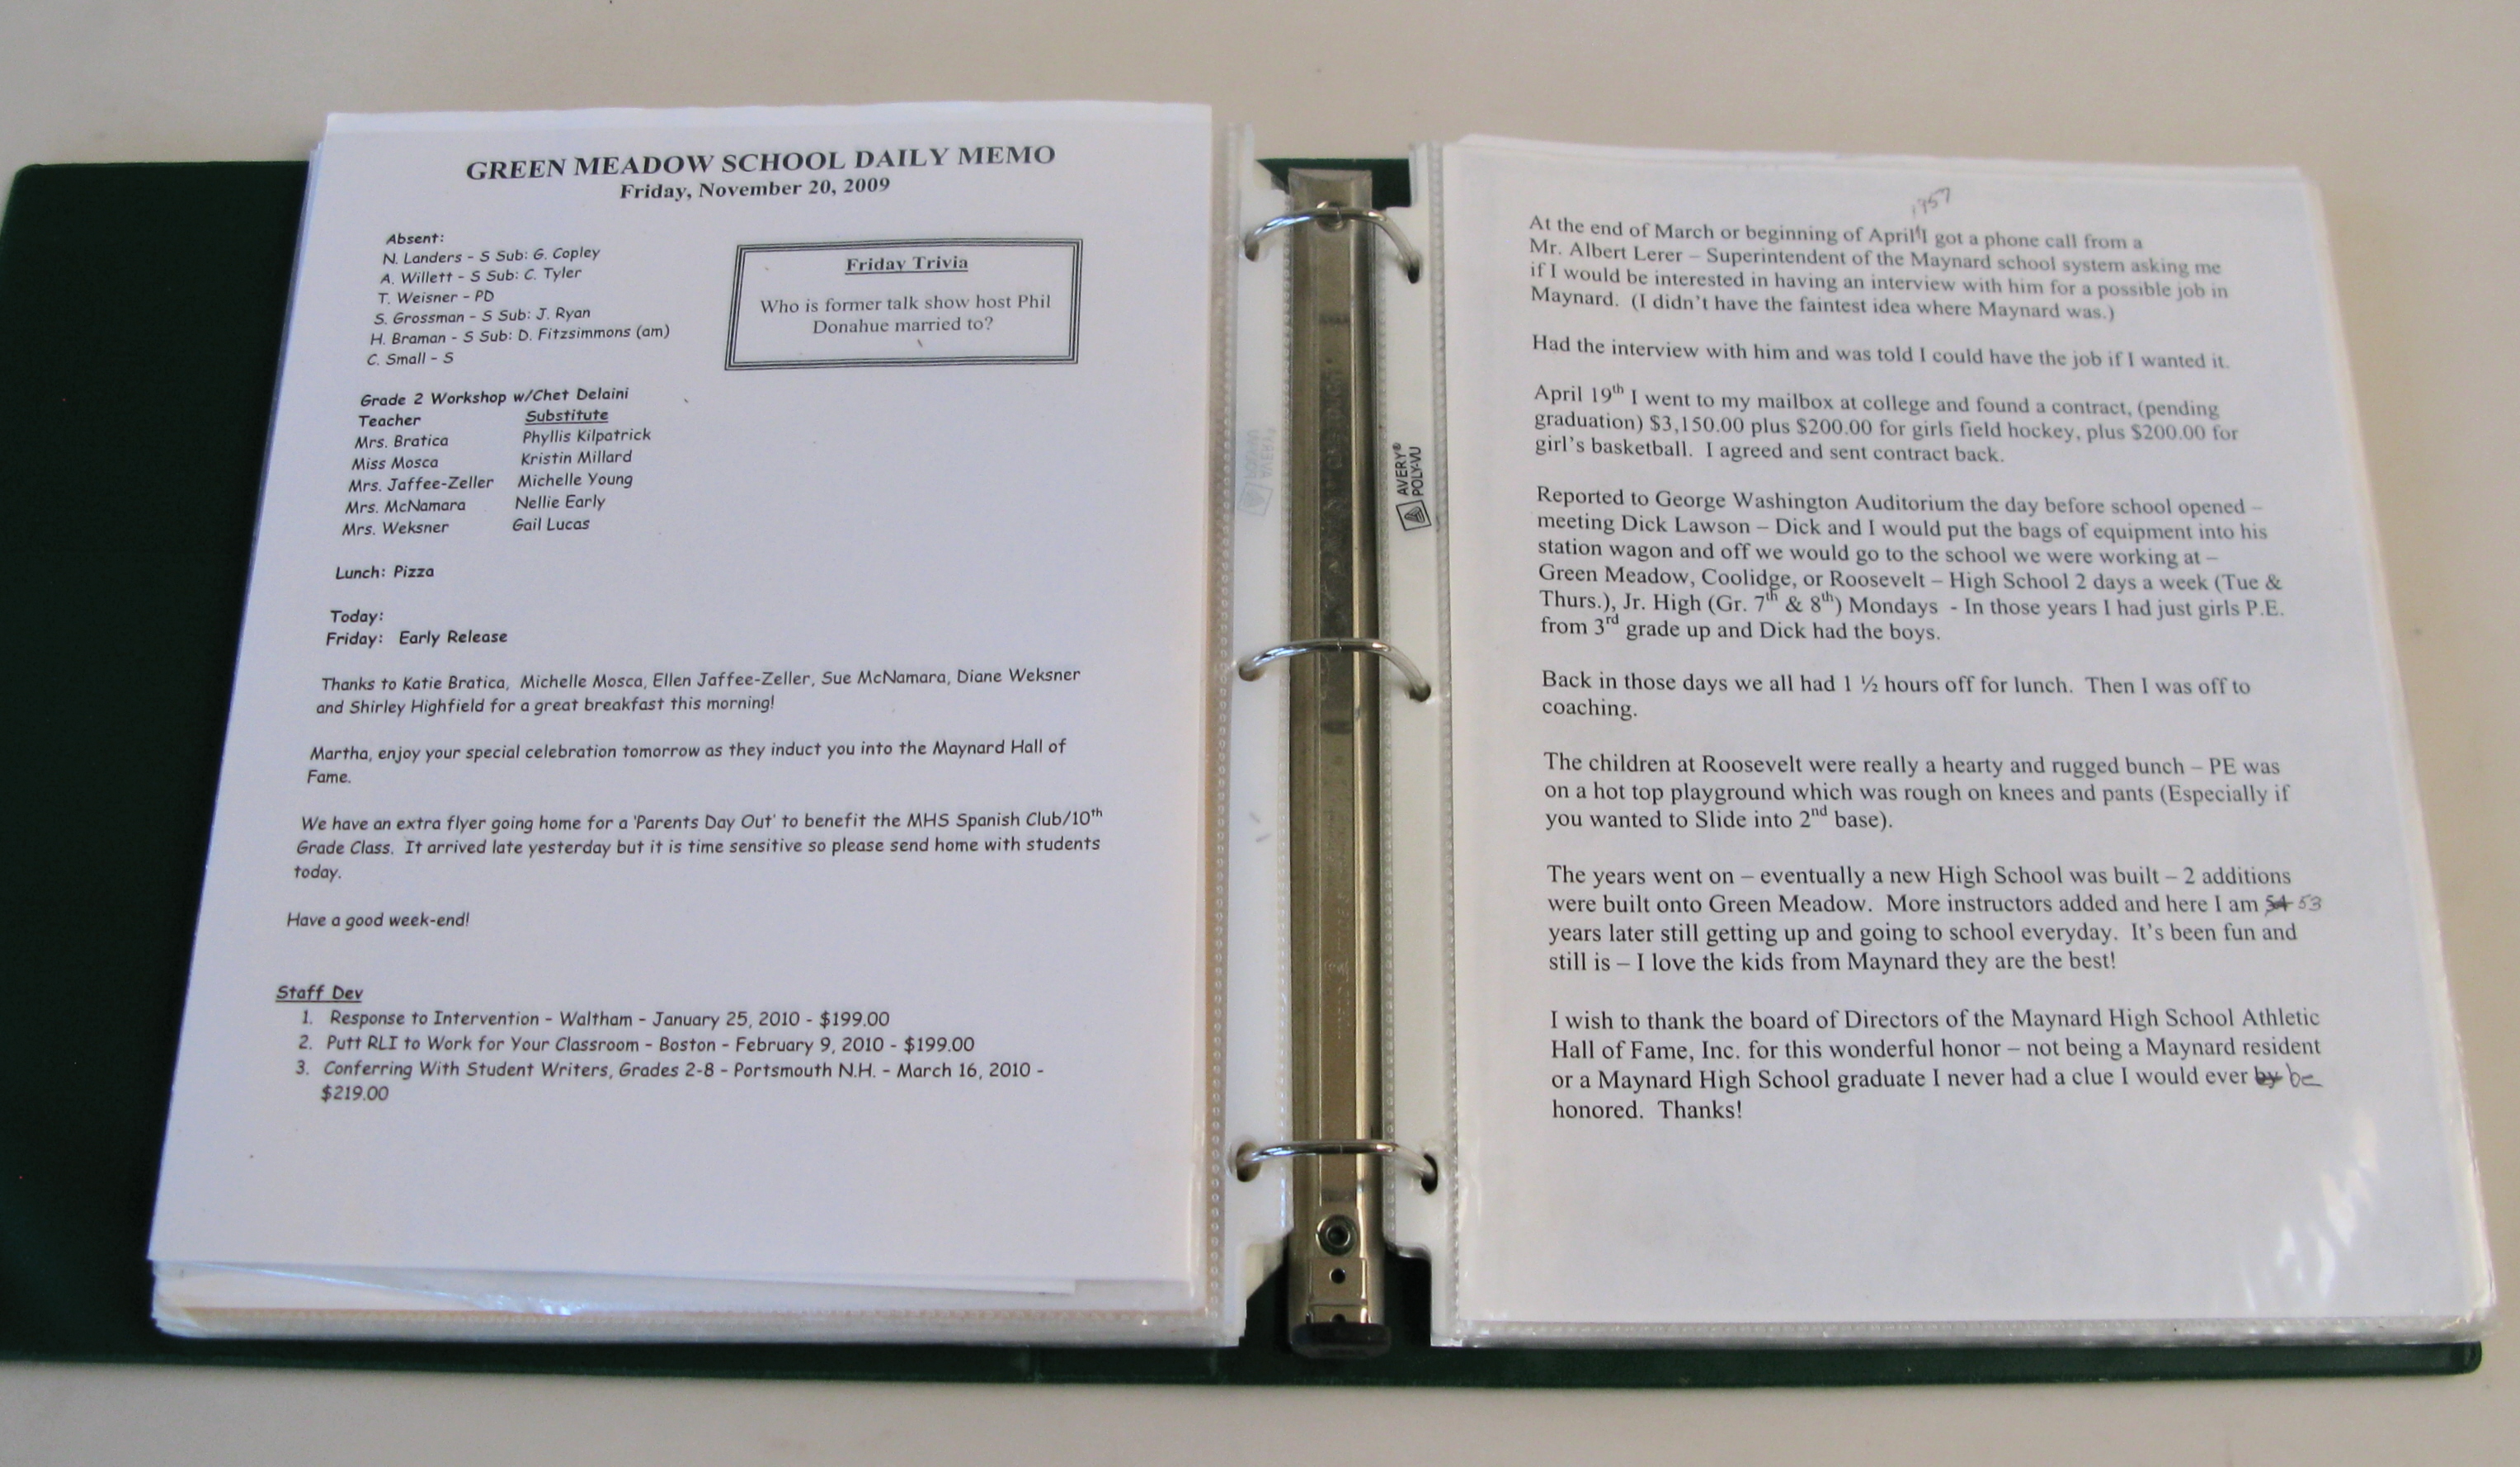 GREEN MEADOW SCHOOL DAILY MEMO
Friday, November 20, 2009
Absent:
N. Landers - S Sub: G. Copley
A. Willett - S Sub: C. Tyler
T. Weisner - PD
S. Grossman - S Sub: J. Ryan
H. Braman - S Sub: D. Fitzsimmons (am)
C. Small - S
Friday Trivia
Who is former talk show host Phil
Donahue married to?
Grade 2 Workshop w/Chet Delaini
Teacher Substitute
Mrs. Bratica Phyllis Kilpatrick
Miss Mosca Kristin Millard
Mrs. Jaffee-Zeller Michelle Young
Mrs. McNamara Nellie Early
Mrs. Weksner Gail Lucas
Lunch: Pizza
Today:
Friday: Early Release
Thanks to Katie Bratica, Michelle Mosca, Ellen Jaffee-Zeller, Sue McNamara, Diane Weksner
and Shirley Highfield for a great breakfast this morning!
Martha, enjoy your special celebration tomorrow as they induct you into the Maynard Hall of
Fame.
We have an extra flyer going home for a 'Parents Day Out' to benefit the MHS Spanish Club/10th
Grade Class. It arrived late yesterday but it is time sensitive so please send home with students
today.
Have a good week-end!
Staff Dev
1. Response to Intervention - Waltham - January 25, 2010 - $199.00
2. Putt RLI to Work for Your Classroom - Boston - February 9, 2010 - $199.00
3. Conferring With Student Writers, Grades 2-8 - Portsmouth N.H. - March 16, 2010 -
$219.00
AVERY®
POLY-VU
1957
At the end of March or beginning of April I got a phone call from a
Mr. Albert Lerer – Superintendent of the Maynard school system asking me
if I would be interested in having an interview with him for a possible job in
Maynard. (I didn't have the faintest idea where Maynard was.)
Had the interview with him and was told I could have the job if I wanted it.
April 19th I went to my mailbox at college and found a contract, (pending
graduation) $3,150.00 plus $200.00 for girls field hockey, plus $200.00 for
girl's basketball. I agreed and sent contract back.
Reported to George Washington Auditorium the day before school opened –
meeting Dick Lawson – Dick and I would put the bags of equipment into his
station wagon and off we would go to the school we were working at –
Green Meadow, Coolidge, or Roosevelt – High School 2 days a week (Tue &
Thurs.), Jr. High (Gr. 7th & 8th) Mondays - In those years I had just girls P.E.
from 3rd grade up and Dick had the boys.
Back in those days we all had 1 ½ hours off for lunch. Then I was off to
coaching.
The children at Roosevelt were really a hearty and rugged bunch – PE was
on a hot top playground which was rough on knees and pants (Especially if
you wanted to Slide into 2nd base).
The years went on – eventually a new High School was built – 2 additions
were built onto Green Meadow. More instructors added and here I am 54 53
years later still getting up and going to school everyday. It's been fun and
still is – I love the kids from Maynard they are the best!
I wish to thank the board of Directors of the Maynard High School Athletic
Hall of Fame, Inc. for this wonderful honor – not being a Maynard resident
or a Maynard High School graduate I never had a clue I would ever by be
honored. Thanks!